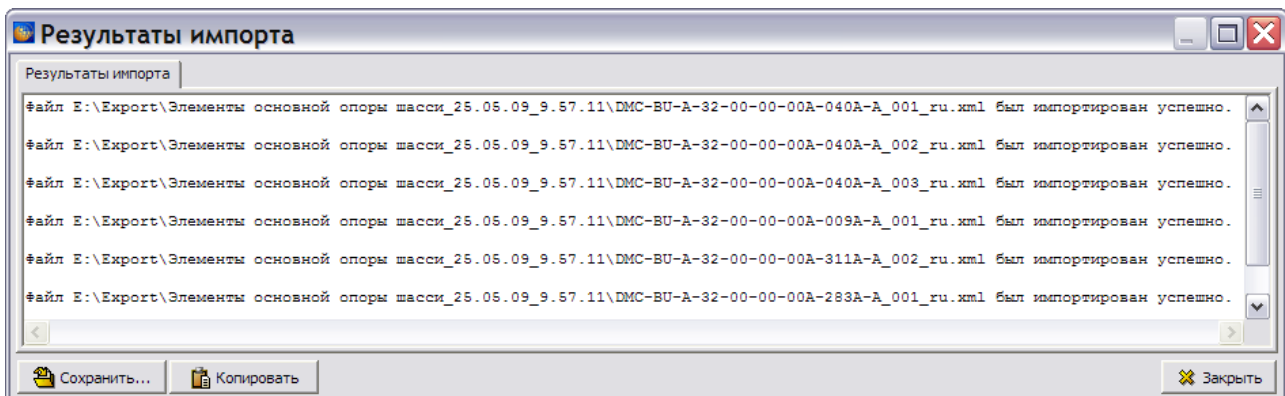 Результаты импорта
Результаты импорта
Файл E:\Export\Элементы основной опоры шасси_25.05.09_9.57.11\DMC-BU-A-32-00-00-00A-040A-A_001_ru.xml был импортирован успешно.
Файл E:\Export\Элементы основной опоры шасси_25.05.09_9.57.11\DMC-BU-A-32-00-00-00A-040A-A_002_ru.xml был импортирован успешно.
Файл E:\Export\Элементы основной опоры шасси_25.05.09_9.57.11\DMC-BU-A-32-00-00-00A-040A-A_003_ru.xml был импортирован успешно.
Файл E:\Export\Элементы основной опоры шасси_25.05.09_9.57.11\DMC-BU-A-32-00-00-00A-009A-A_001_ru.xml был импортирован успешно.
Файл E:\Export\Элементы основной опоры шасси_25.05.09_9.57.11\DMC-BU-A-32-00-00-00A-311A-A_002_ru.xml был импортирован успешно.
Файл E:\Export\Элементы основной опоры шасси_25.05.09_9.57.11\DMC-BU-A-32-00-00-00A-283A-A_001_ru.xml был импортирован успешно.
Сохранить... Копировать Закрыть